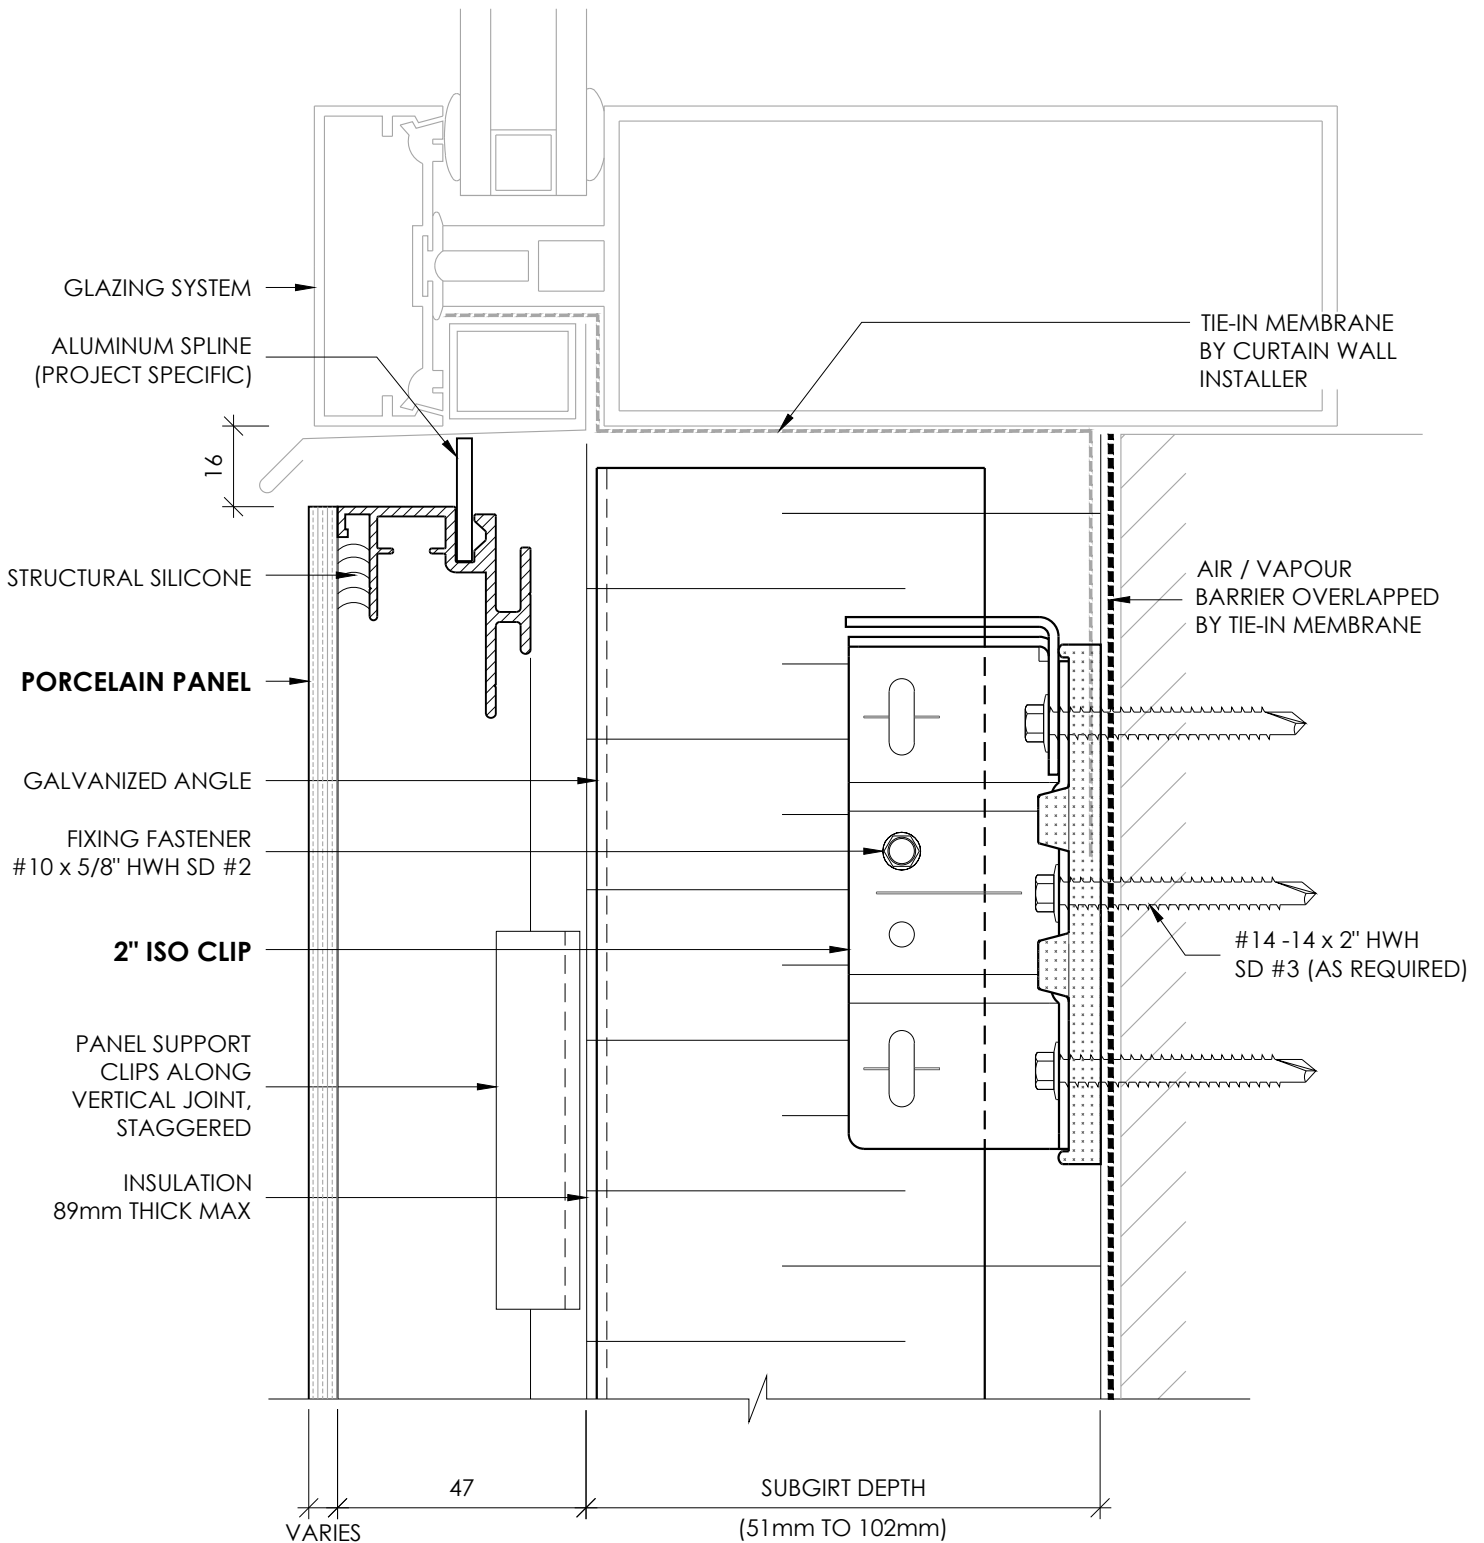 GLAZING SYSTEM
ALUMINUM SPLINE
(PROJECT SPECIFIC)
TIE-IN MEMBRANE
BY CURTAIN WALL
INSTALLER
16
STRUCTURAL SILICONE
AIR / VAPOUR
BARRIER OVERLAPPED
BY TIE-IN MEMBRANE
PORCELAIN PANEL
GALVANIZED ANGLE
FIXING FASTENER
#10 x 5/8" HWH SD #2
2" ISO CLIP
#14 -14 x 2" HWH
SD #3 (AS REQUIRED)
PANEL SUPPORT
CLIPS ALONG
VERTICAL JOINT,
STAGGERED
INSULATION
89mm THICK MAX
47
SUBGIRT DEPTH
(51mm TO 102mm)
VARIES